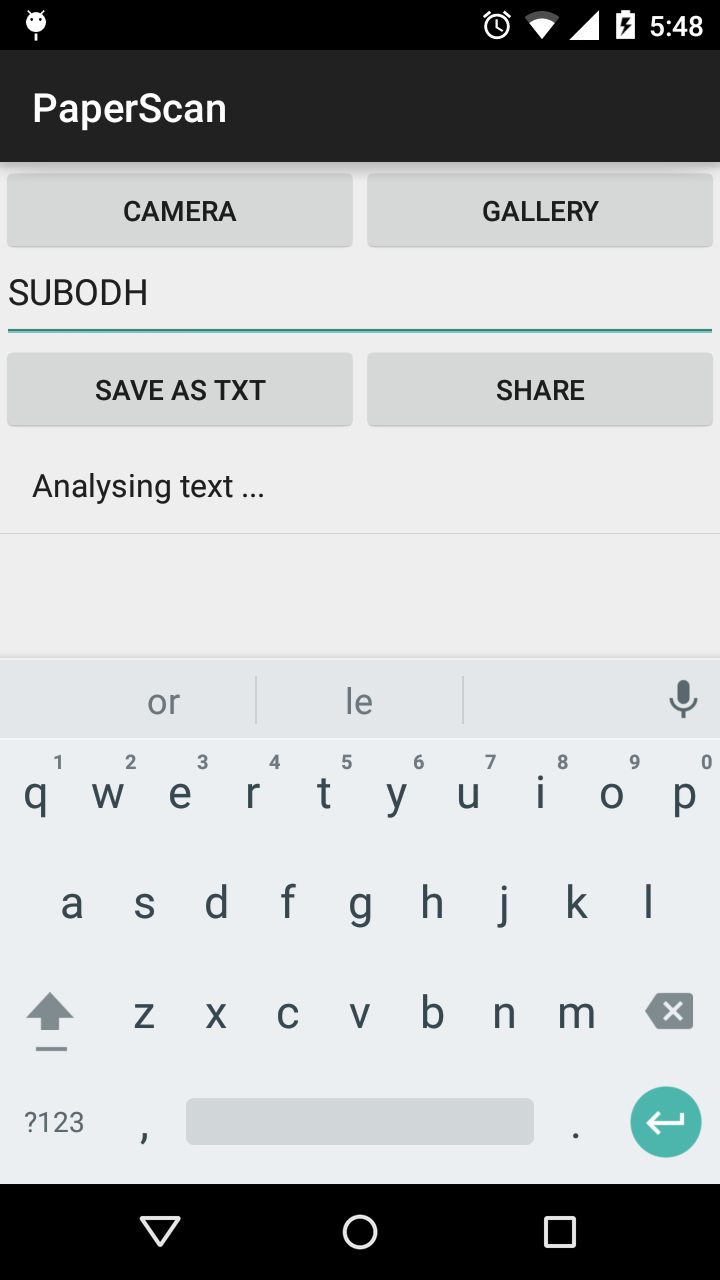 5:48
PaperScan
CAMERA GALLERY
SUBODH
SAVE AS TXT SHARE
Analysing text ...
or le
1 2 3 4 5 6 7 8 9 0
q w e r t y u i o p
a s d f g h j k l
z x c v b n m
?123 , .